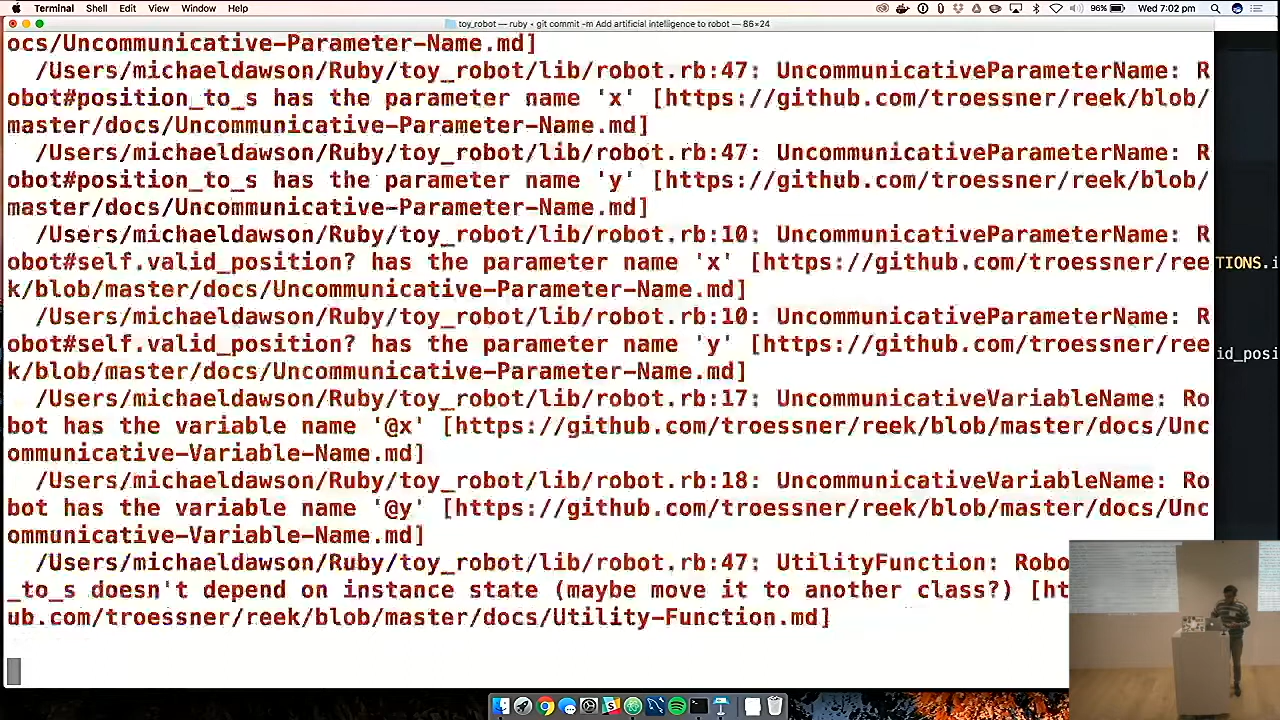 Terminal Shell Edit View Window Help 96% Wed 7:02 pm
toy_robot — ruby ◂ git commit -m Add artificial intelligence to robot — 86×24
ocs/Uncommunicative-Parameter-Name.md]
/Users/michaeldawson/Ruby/toy_robot/lib/robot.rb:47: UncommunicativeParameterName: R
obot#position_to_s has the parameter name 'x' [https://github.com/troessner/reek/blob/
master/docs/Uncommunicative-Parameter-Name.md]
/Users/michaeldawson/Ruby/toy_robot/lib/robot.rb:47: UncommunicativeParameterName: R
obot#position_to_s has the parameter name 'y' [https://github.com/troessner/reek/blob/
master/docs/Uncommunicative-Parameter-Name.md]
/Users/michaeldawson/Ruby/toy_robot/lib/robot.rb:10: UncommunicativeParameterName: R
obot#self.valid_position? has the parameter name 'x' [https://github.com/troessner/ree
TIONS.i
k/blob/master/docs/Uncommunicative-Parameter-Name.md]
/Users/michaeldawson/Ruby/toy_robot/lib/robot.rb:10: UncommunicativeParameterName: R
obot#self.valid_position? has the parameter name 'y' [https://github.com/troessner/ree
id_posi
k/blob/master/docs/Uncommunicative-Parameter-Name.md]
/Users/michaeldawson/Ruby/toy_robot/lib/robot.rb:17: UncommunicativeVariableName: Ro
bot has the variable name '@x' [https://github.com/troessner/reek/blob/master/docs/Unc
ommunicative-Variable-Name.md]
/Users/michaeldawson/Ruby/toy_robot/lib/robot.rb:18: UncommunicativeVariableName: Ro
bot has the variable name '@y' [https://github.com/troessner/reek/blob/master/docs/Unc
ommunicative-Variable-Name.md]
/Users/michaeldawson/Ruby/toy_robot/lib/robot.rb:47: UtilityFunction: Robo
_to_s doesn't depend on instance state (maybe move it to another class?) [ht
ub.com/troessner/reek/blob/master/docs/Utility-Function.md]